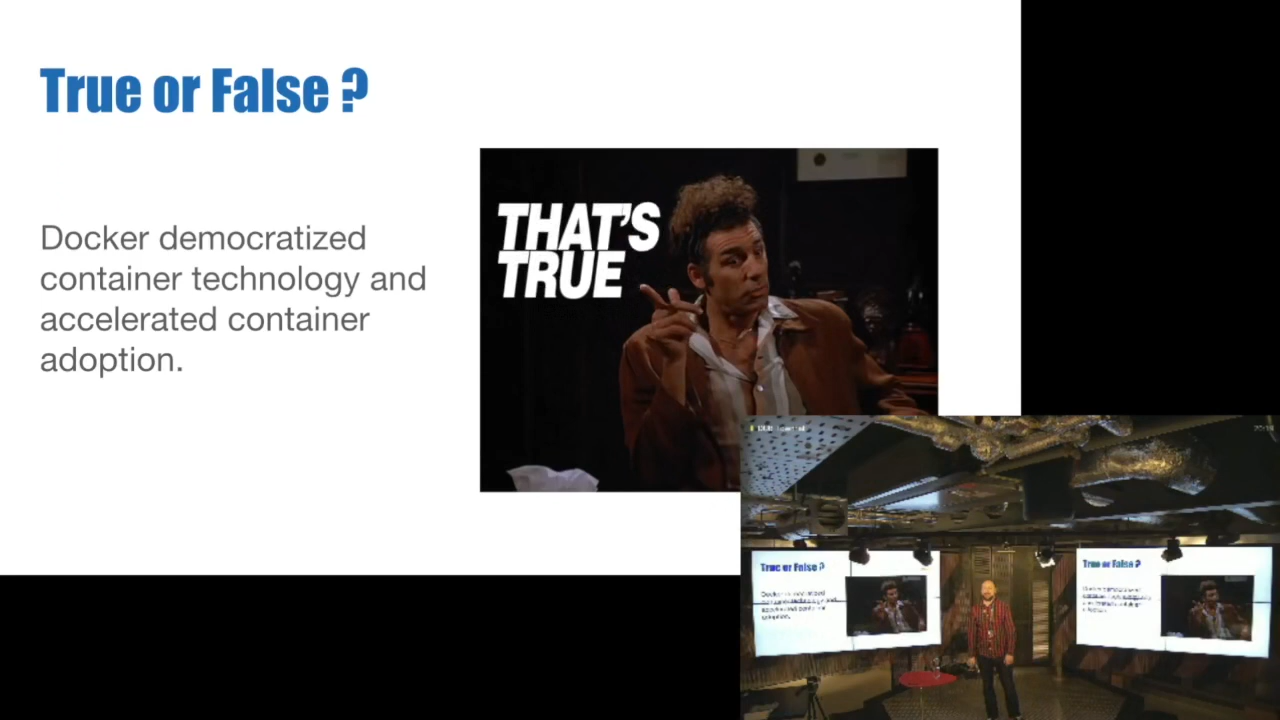 True or False ?
Docker democratized
container technology and
accelerated container
adoption.
THAT'S
TRUE
True or False ?
True or False ?